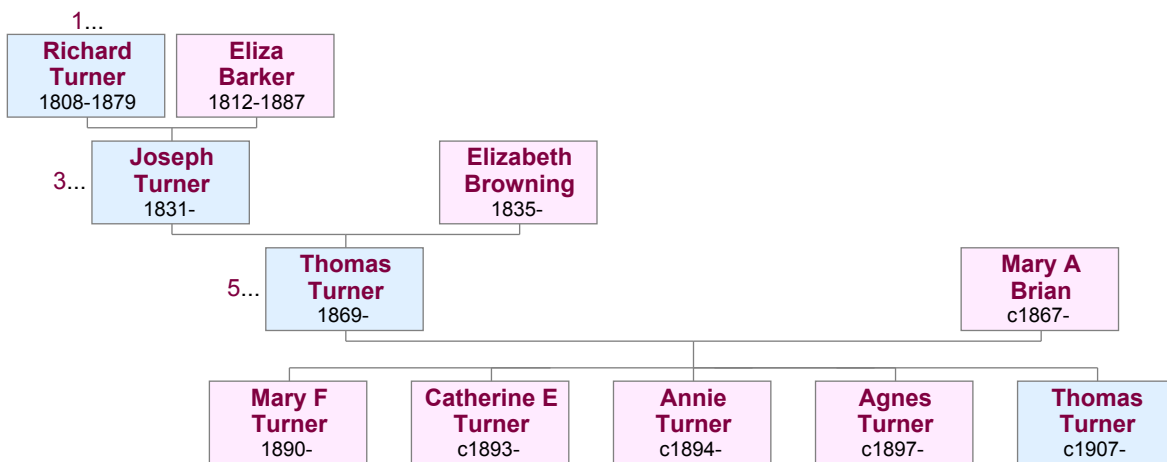 1...
Richard
Turner
1808-1879
Eliza
Barker
1812-1887
3...
Joseph
Turner
1831-
Elizabeth
Browning
1835-
5...
Thomas
Turner
1869-
Mary A
Brian
c1867-
Mary F
Turner
1890-
Catherine E
Turner
c1893-
Annie
Turner
c1894-
Agnes
Turner
c1897-
Thomas
Turner
c1907-